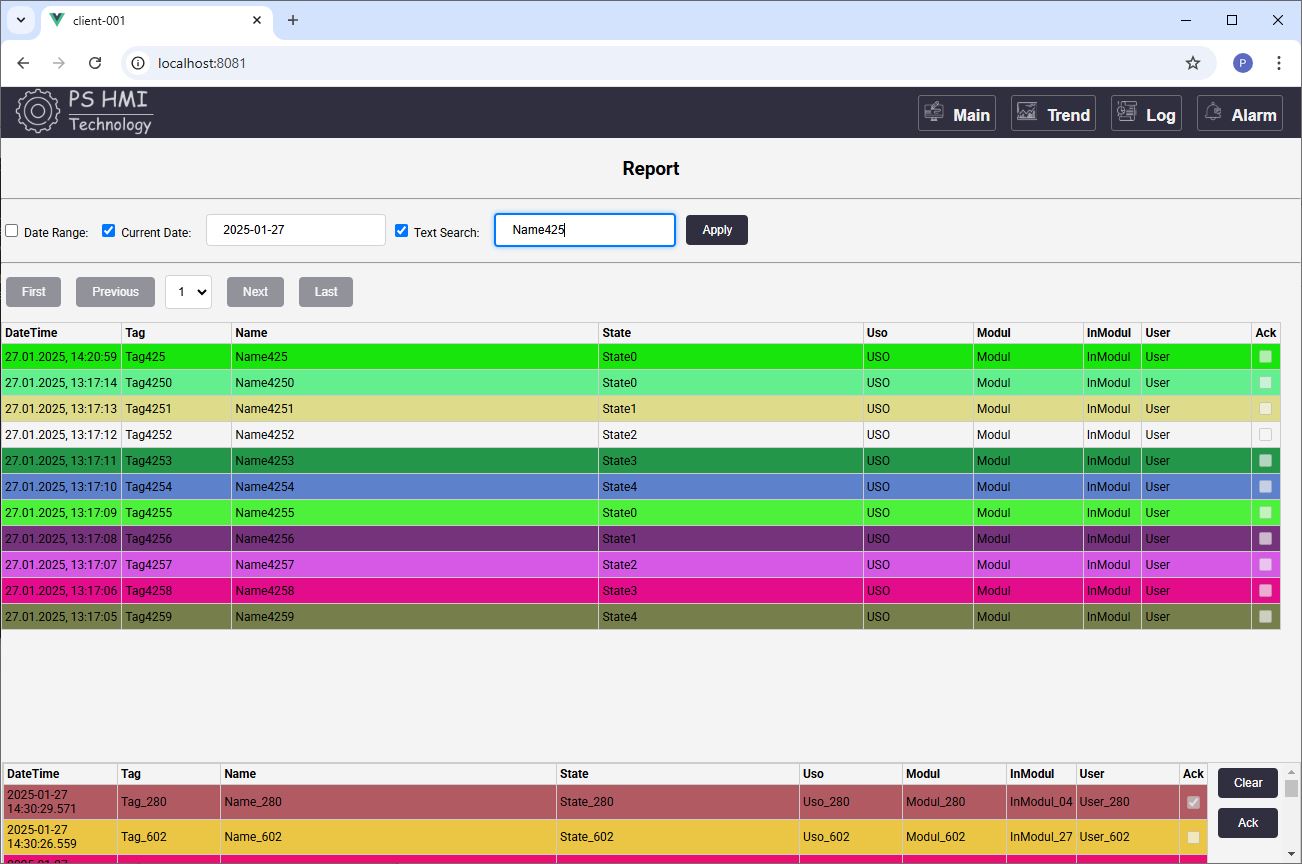 client-001
localhost:8081
P
PS HMI
Technology
Main Trend Log Alarm
Report
Date Range: Current Date: 2025-01-27 Text Search: Name425 Apply
First Previous 1 Next Last
DateTime Tag Name State Uso Modul InModul User Ack
27.01.2025, 14:20:59 Tag425 Name425 State0 USO Modul InModul User
27.01.2025, 13:17:14 Tag4250 Name4250 State0 USO Modul InModul User
27.01.2025, 13:17:13 Tag4251 Name4251 State1 USO Modul InModul User
27.01.2025, 13:17:12 Tag4252 Name4252 State2 USO Modul InModul User
27.01.2025, 13:17:11 Tag4253 Name4253 State3 USO Modul InModul User
27.01.2025, 13:17:10 Tag4254 Name4254 State4 USO Modul InModul User
27.01.2025, 13:17:09 Tag4255 Name4255 State0 USO Modul InModul User
27.01.2025, 13:17:08 Tag4256 Name4256 State1 USO Modul InModul User
27.01.2025, 13:17:07 Tag4257 Name4257 State2 USO Modul InModul User
27.01.2025, 13:17:06 Tag4258 Name4258 State3 USO Modul InModul User
27.01.2025, 13:17:05 Tag4259 Name4259 State4 USO Modul InModul User
DateTime Tag Name State Uso Modul InModul User Ack Clear
2025-01-27
14:30:29.571 Tag_280 Name_280 State_280 Uso_280 Modul_280 InModul_04 User_280
Ack
2025-01-27
14:30:26.559 Tag_602 Name_602 State_602 Uso_602 Modul_602 InModul_27 User_602